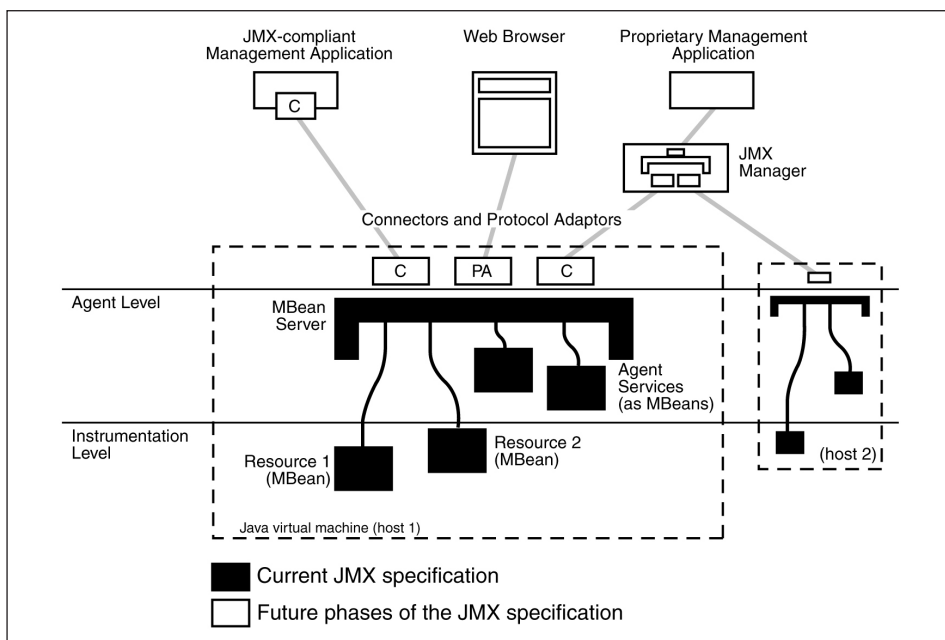 JMX-compliant
Management Application
Web Browser
Proprietary Management
Application
C
JMX
Manager
Connectors and Protocol Adaptors
C
PA
C
Agent Level
MBean
Server
Agent
Services
(as MBeans)
Instrumentation
Level
Resource 1
(MBean)
Resource 2
(MBean)
(host 2)
Java virtual machine (host 1)
Current JMX specification
Future phases of the JMX specification